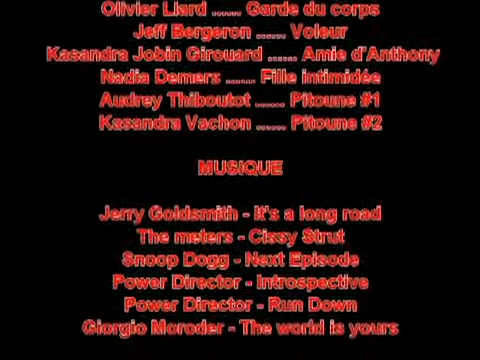 Olivier Liard ...... Garde du corps
Jeff Bergeron ...... Voleur
Kasandra Jobin Girouard ...... Amie d'Anthony
Nadia Demers ...... Fille intimidée
Audrey Thiboutot ...... Pitoune #1
Kasandra Vachon ...... Pitoune #2
MUSIQUE
Jerry Goldsmith - It's a long road
The meters - Cissy Strut
Snoop Dogg - Next Episode
Power Director - Introspective
Power Director - Run Down
Giorgio Moroder - The world is yours